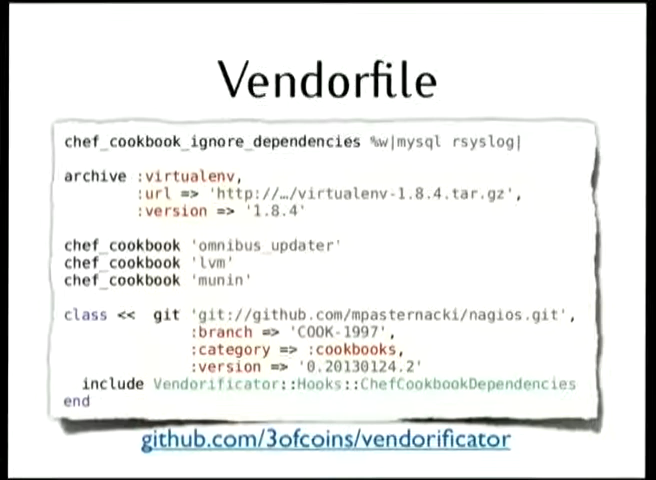 Vendorfile
chef_cookbook_ignore_dependencies %w|mysql rsyslog|
archive :virtualenv,
:url => 'http://…/virtualenv-1.8.4.tar.gz',
:version => '1.8.4'
chef_cookbook 'omnibus_updater'
chef_cookbook 'lvm'
chef_cookbook 'munin'
class << git 'git://github.com/mpasternacki/nagios.git',
:branch => 'COOK-1997',
:category => :cookbooks,
:version => '0.20130124.2'
include Vendorificator::Hooks::ChefCookbookDependencies
end
github.com/3ofcoins/vendorificator